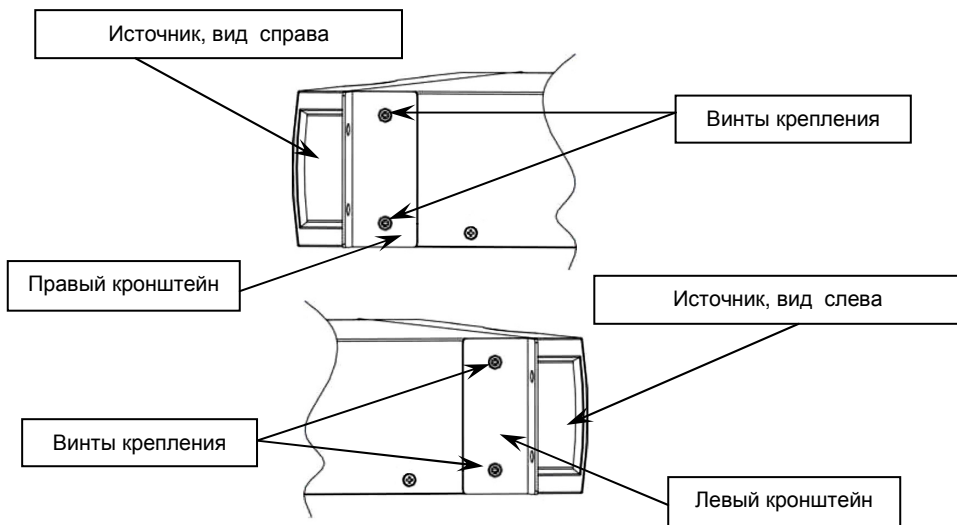 Источник, вид справа
Винты крепления
Правый кронштейн
Источник, вид слева
Винты крепления
Левый кронштейн